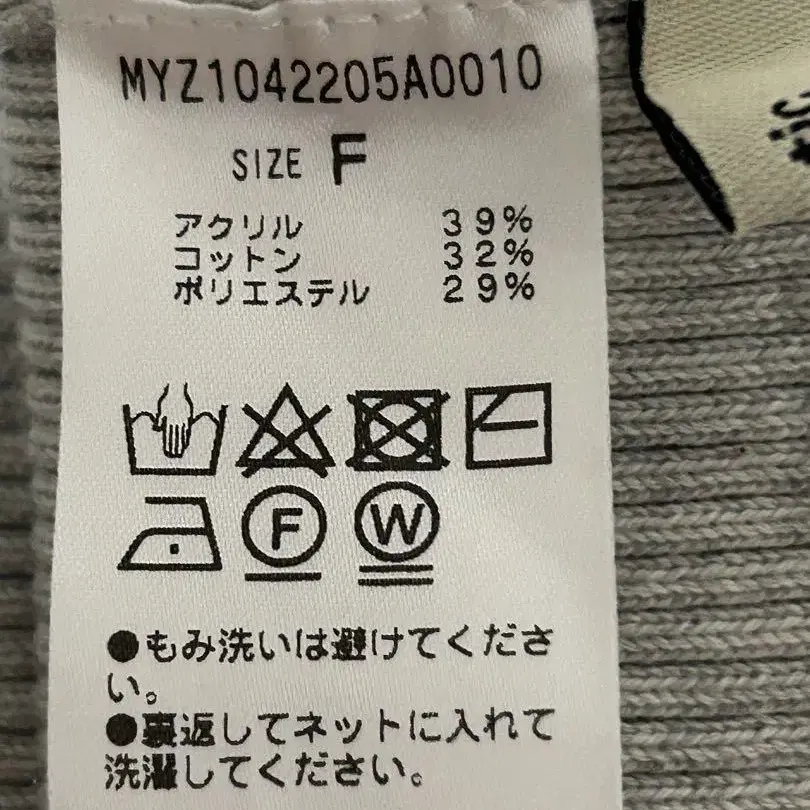 MYZ1042205A0010
SIZE F
アクリル 39%
コットン 32%
ポリエステル 29%
F W
●もみ洗いは避けてくださ
い。
●裏返してネットに入れて
洗濯してください。